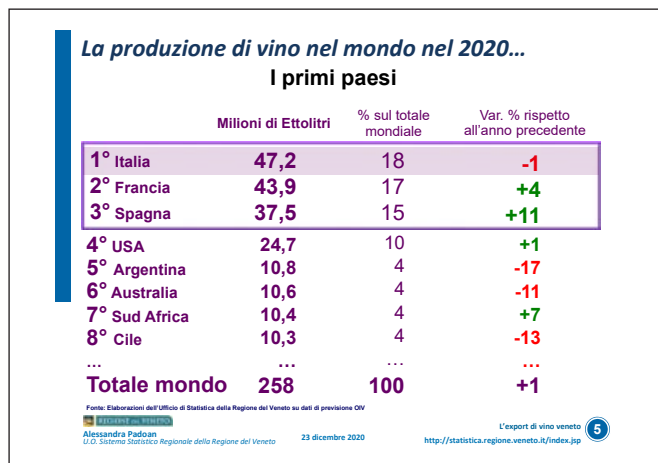 La produzione di vino nel mondo nel 2020…
I primi paesi
Milioni di Ettolitri % sul totale mondiale Var. % rispetto all'anno precedente
1° Italia 47,2 18 -1
2° Francia 43,9 17 +4
3° Spagna 37,5 15 +11
4° USA 24,7 10 +1
5° Argentina 10,8 4 -17
6° Australia 10,6 4 -11
7° Sud Africa 10,4 4 +7
8° Cile 10,3 4 -13
... ... ... ...
Totale mondo 258 100 +1
Fonte: Elaborazioni dell'Ufficio di Statistica della Regione del Veneto su dati di previsione OIV
REGIONE DEL VENETO
Alessandra Padoan
U.O. Sistema Statistico Regionale della Regione del Veneto
23 dicembre 2020
L'export di vino veneto
http://statistica.regione.veneto.it/index.jsp
5